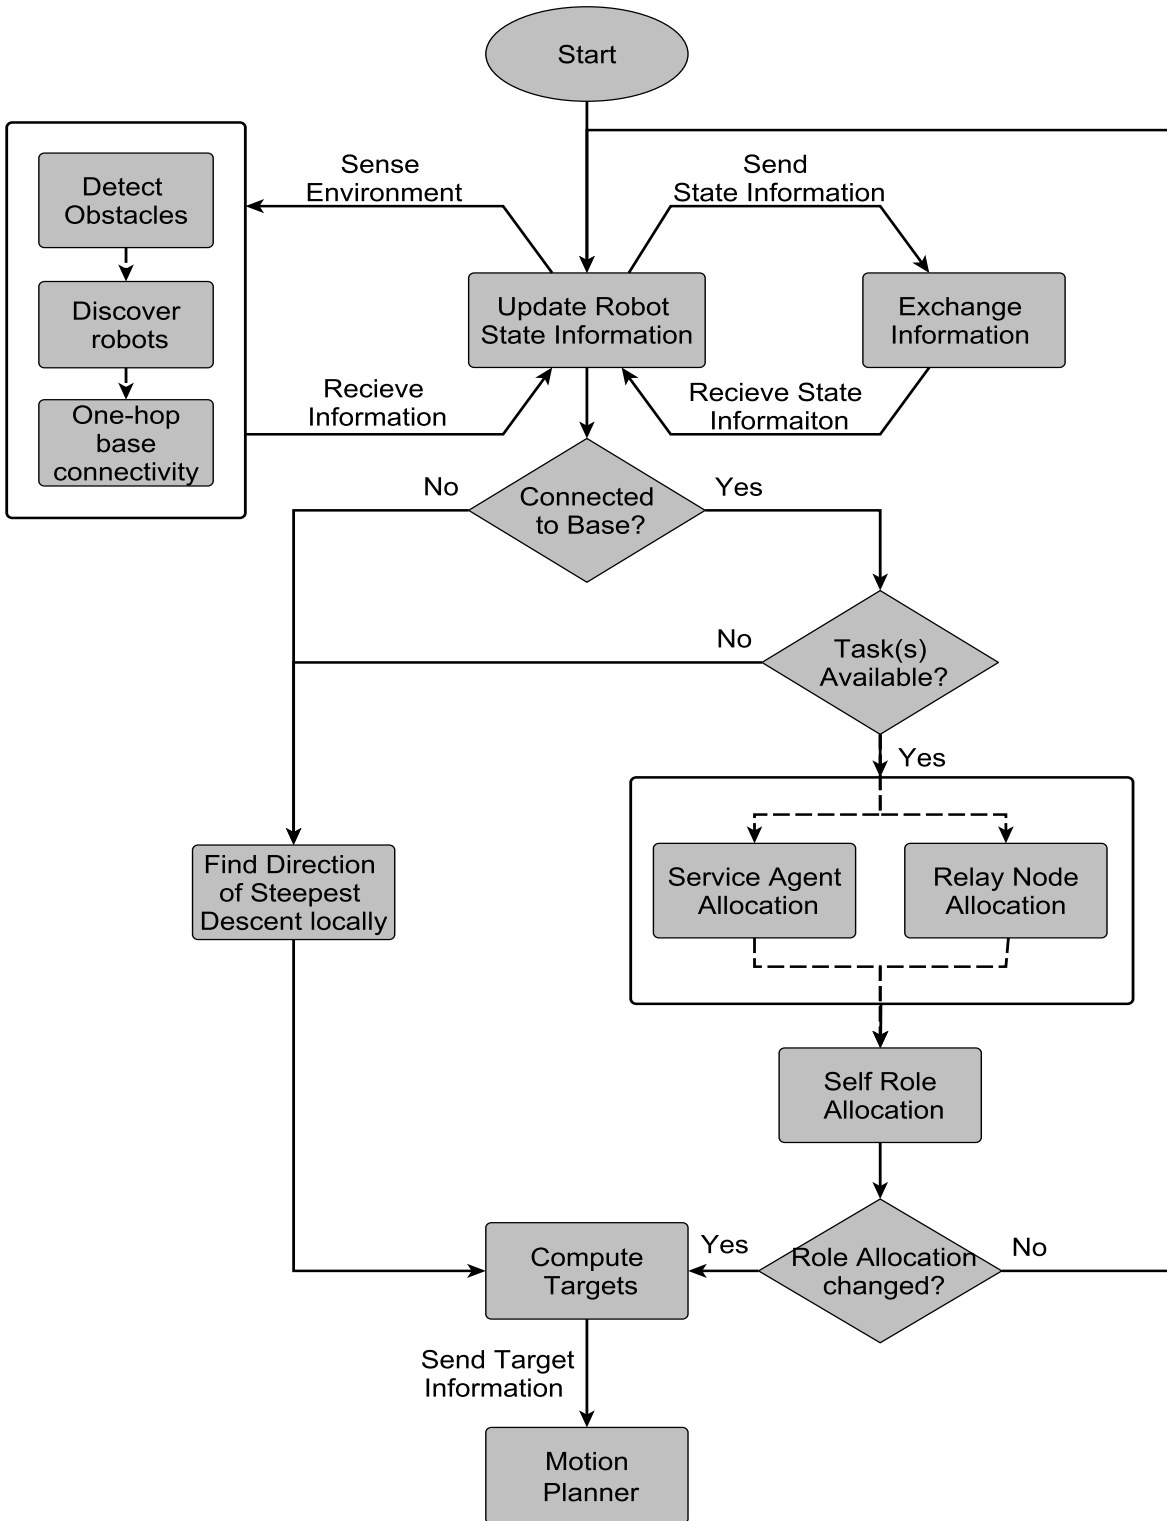 Start
Sense
Environment
Send
State Information
Detect
Obstacles
Discover
robots
One-hop
base
connectivity
Update Robot
State Information
Exchange
Information
Recieve
Information
Recieve State
Informaiton
No
Connected
to Base?
Yes
No
Task(s)
Available?
Yes
Find Direction
of Steepest
Descent locally
Service Agent
Allocation
Relay Node
Allocation
Self Role
Allocation
Compute
Targets
Yes
Role Allocation
changed?
No
Send Target
Information
Motion
Planner